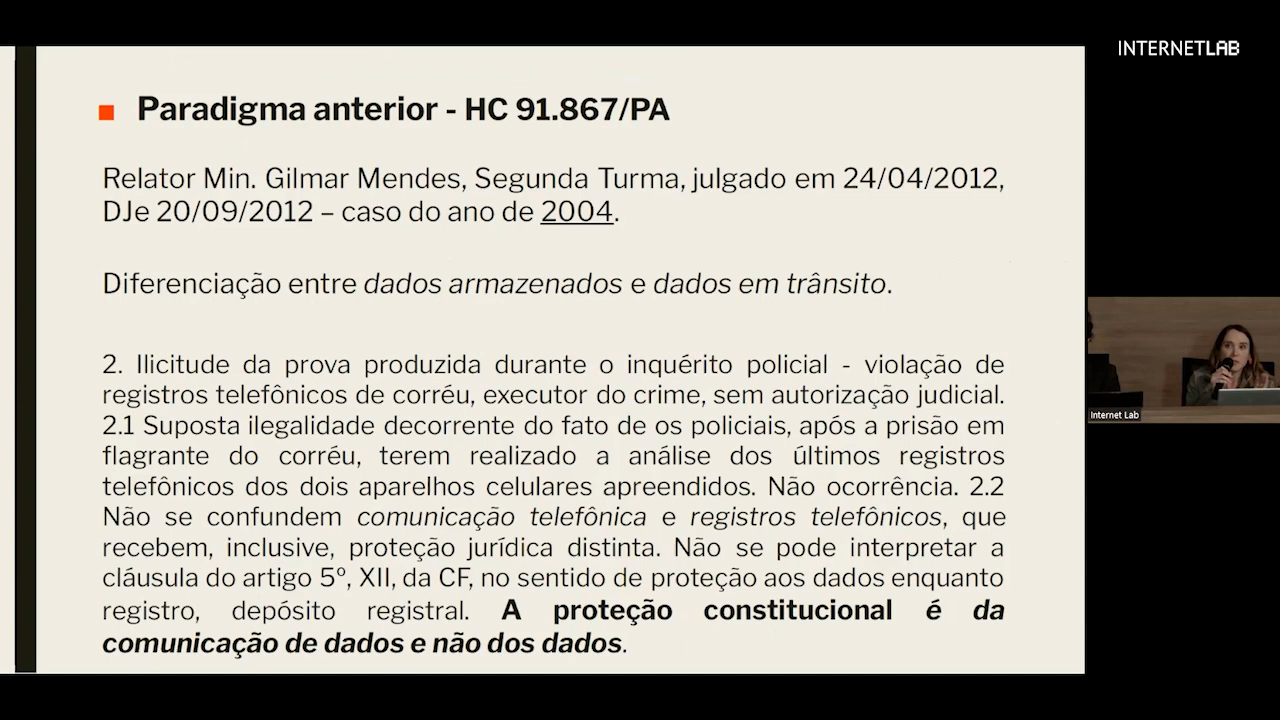 INTERNETLAB
Paradigma anterior - HC 91.867/PA
Relator Min. Gilmar Mendes, Segunda Turma, julgado em 24/04/2012,
DJe 20/09/2012 – caso do ano de 2004.
Diferenciação entre dados armazenados e dados em trânsito.
2. Ilicitude da prova produzida durante o inquérito policial - violação de
registros telefônicos de corréu, executor do crime, sem autorização judicial.
2.1 Suposta ilegalidade decorrente do fato de os policiais, após a prisão em
flagrante do corréu, terem realizado a análise dos últimos registros
telefônicos dos dois aparelhos celulares apreendidos. Não ocorrência. 2.2
Não se confundem comunicação telefônica e registros telefônicos, que
recebem, inclusive, proteção jurídica distinta. Não se pode interpretar a
cláusula do artigo 5º, XII, da CF, no sentido de proteção aos dados enquanto
registro, depósito registral. A proteção constitucional é da
comunicação de dados e não dos dados.
Internet Lab